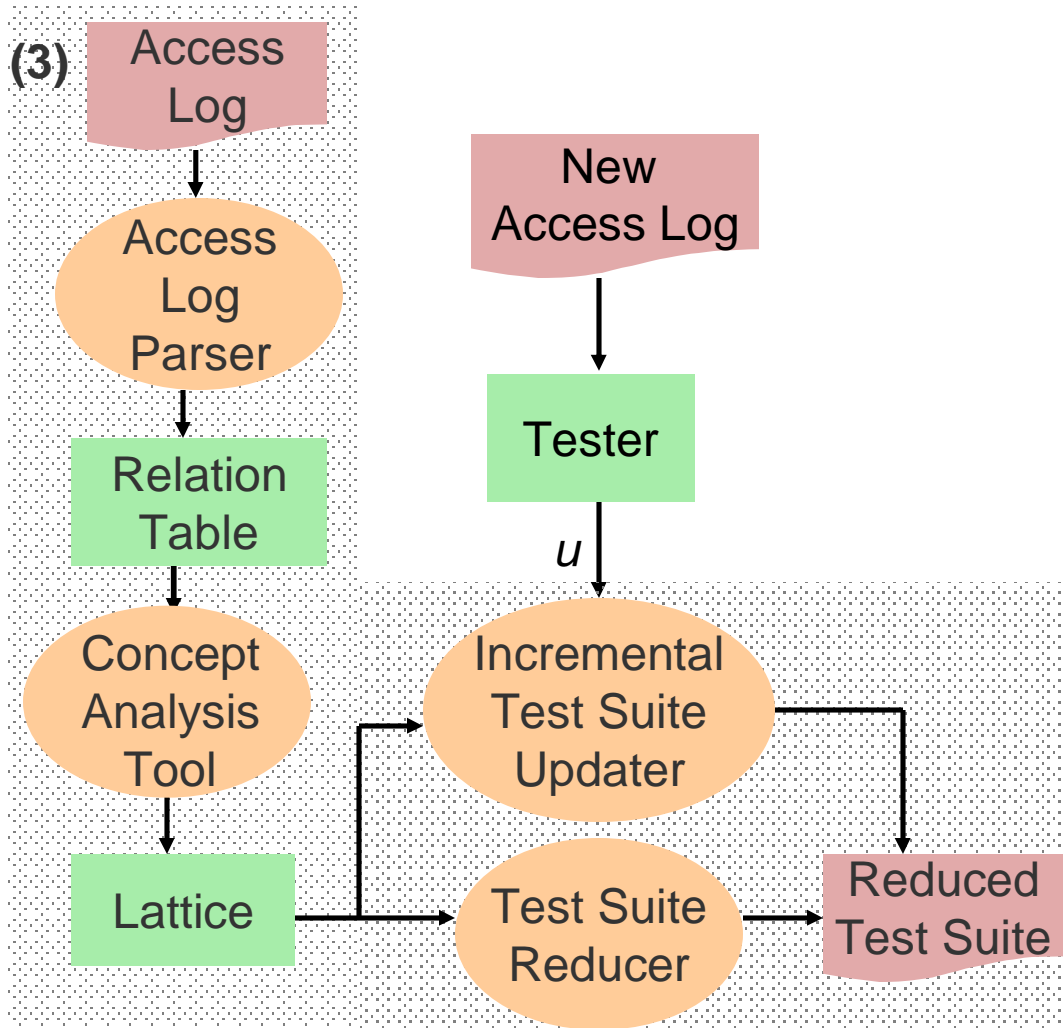 (3)
Access
Log
Access
Log
Parser
Relation
Table
Concept
Analysis
Tool
Lattice
New
Access Log
Tester
u
Incremental
Test Suite
Updater
Test Suite
Reducer
Reduced
Test Suite